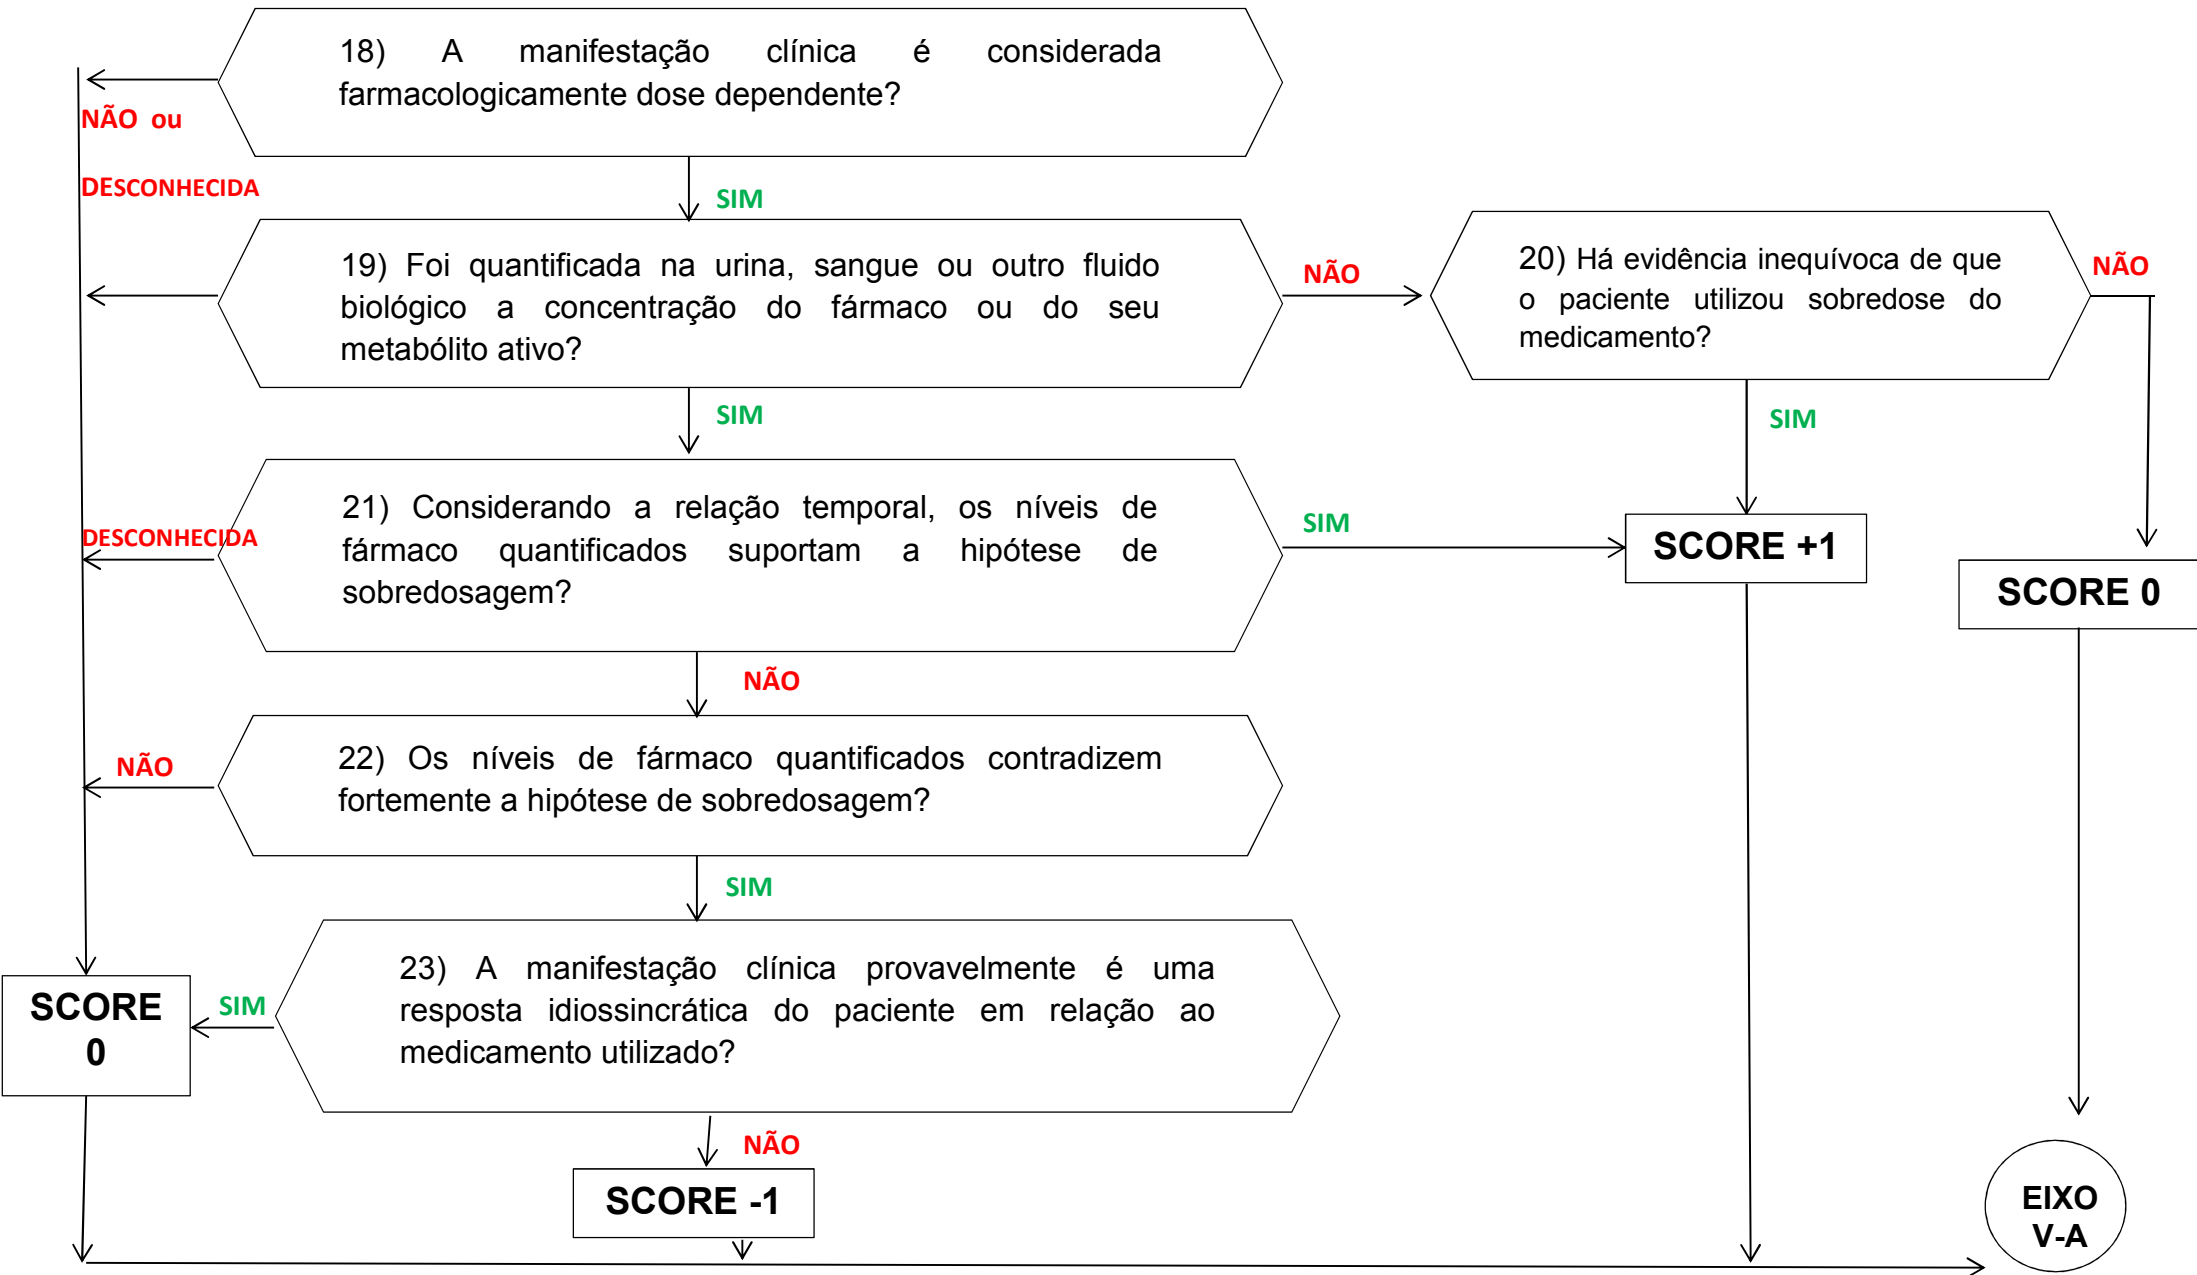 18) A manifestação clínica é considerada
farmacologicamente dose dependente?
NÃO ou
DESCONHECIDA
SIM
19) Foi quantificada na urina, sangue ou outro fluido
biológico a concentração do fármaco ou do seu
metabólito ativo?
NÃO
20) Há evidência inequívoca de que
o paciente utilizou sobredose do
medicamento?
NÃO
SIM
SIM
21) Considerando a relação temporal, os níveis de
fármaco quantificados suportam a hipótese de
sobredosagem?
DESCONHECIDA
SIM
SCORE +1
SCORE 0
NÃO
22) Os níveis de fármaco quantificados contradizem
fortemente a hipótese de sobredosagem?
NÃO
SIM
23) A manifestação clínica provavelmente é uma
resposta idiossincrática do paciente em relação ao
medicamento utilizado?
SIM
SCORE
0
NÃO
SCORE -1
EIXO
V-A